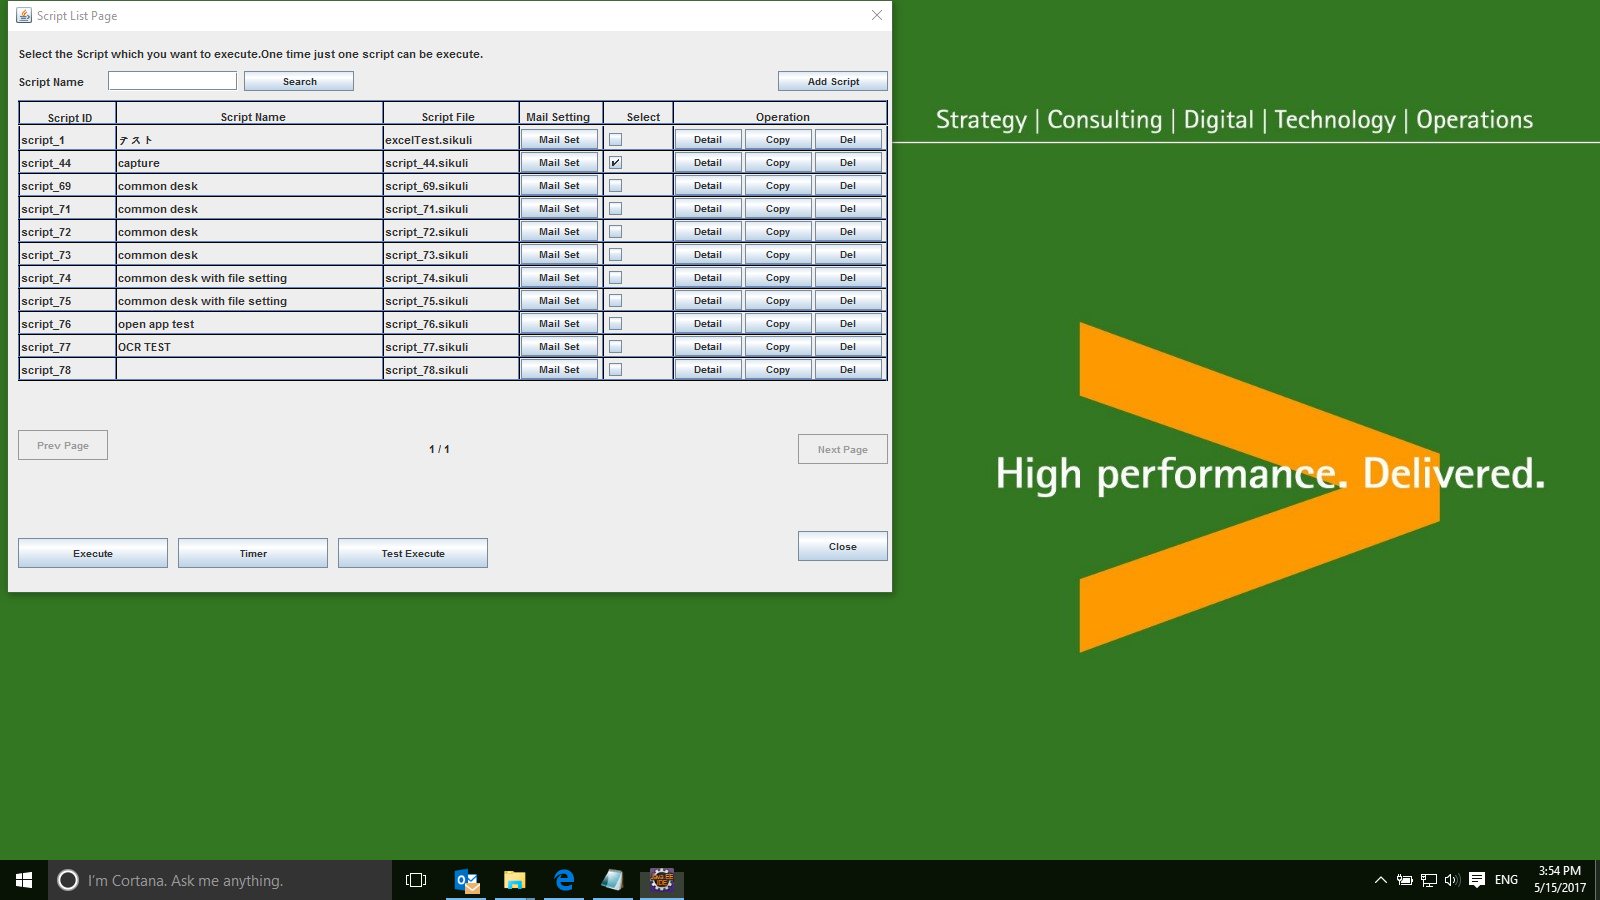 Script List Page
Select the Script which you want to execute.One time just one script can be execute.
Script Name Search Add Script
Script ID Script Name Script File Mail Setting Select Operation
script_1 テスト excelTest.sikuli Mail Set Detail Copy Del
script_44 capture script_44.sikuli Mail Set Detail Copy Del
script_69 common desk script_69.sikuli Mail Set Detail Copy Del
script_71 common desk script_71.sikuli Mail Set Detail Copy Del
script_72 common desk script_72.sikuli Mail Set Detail Copy Del
script_73 common desk script_73.sikuli Mail Set Detail Copy Del
script_74 common desk with file setting script_74.sikuli Mail Set Detail Copy Del
script_75 common desk with file setting script_75.sikuli Mail Set Detail Copy Del
script_76 open app test script_76.sikuli Mail Set Detail Copy Del
script_77 OCR TEST script_77.sikuli Mail Set Detail Copy Del
script_78 script_78.sikuli Mail Set Detail Copy Del
Prev Page 1 / 1 Next Page
Execute Timer Test Execute Close
Strategy | Consulting | Digital | Technology | Operations
High performance. Delivered.
I'm Cortana. Ask me anything.
JAVA EE
IDE
ENG
3:54 PM
5/15/2017